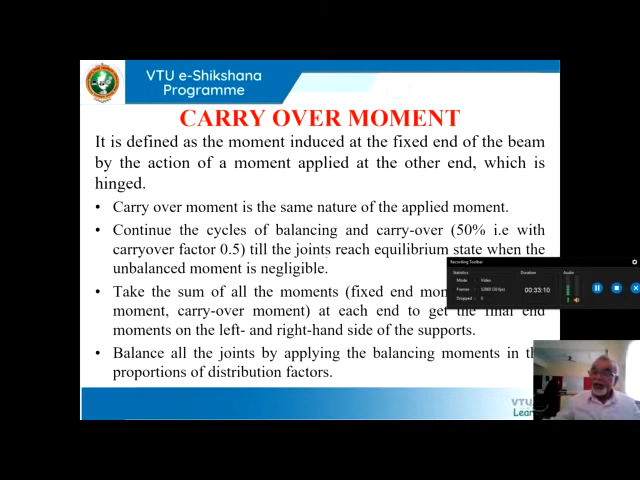 VTU e-Shikshana
Programme
CARRY OVER MOMENT
It is defined as the moment induced at the fixed end of the beam
by the action of a moment applied at the other end, which is
hinged.
• Carry over moment is the same nature of the applied moment.
• Continue the cycles of balancing and carry-over (50% i.e with
carryover factor 0.5) till the joints reach equilibrium state when the
unbalanced moment is negligible.
• Take the sum of all the moments (fixed end mom
moment, carry-over moment) at each end to get the final end
moments on the left- and right-hand side of the supports.
• Balance all the joints by applying the balancing moments in th
proportions of distribution factors.
Recording Toolbar
Statistics
Duration
Audio
Mode
Video
Frames
Dropped
0
00:33:10
VTU
Learn